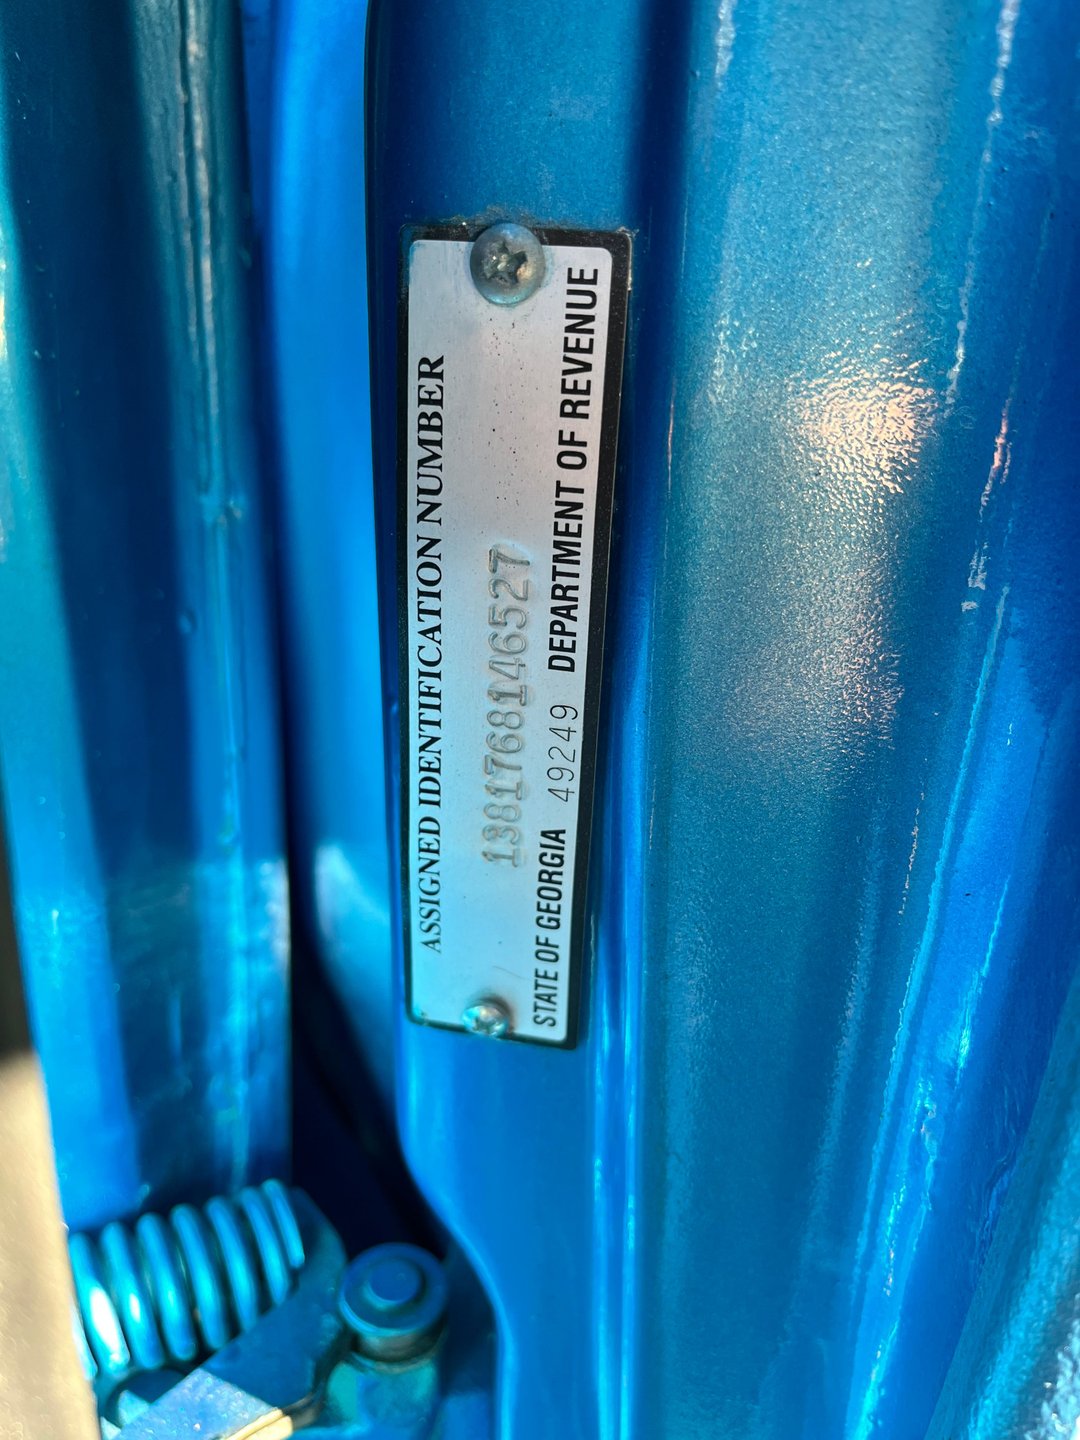 ASSIGNED IDENTIFICATION NUMBER
1381768146527
STATE OF GEORGIA 49249 DEPARTMENT OF REVENUE